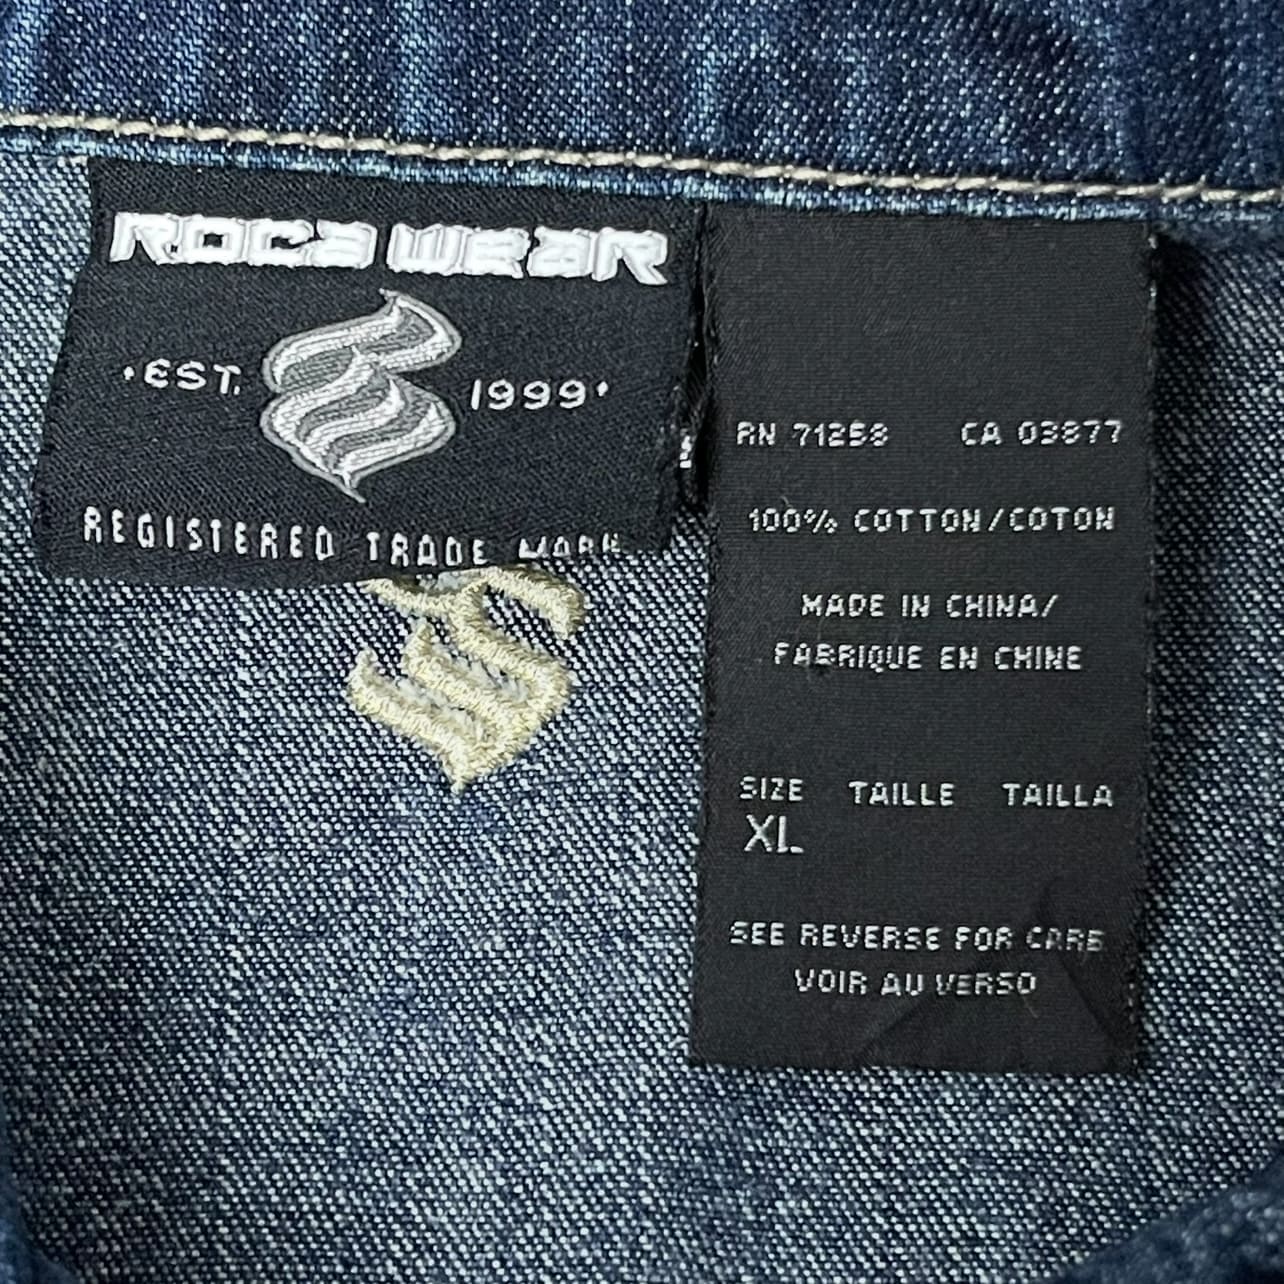 ROCA WEAR
·EST. 1999·
REGISTERED TRADE MARK
RN 71258 CA 03877
100% COTTON/COTON
MADE IN CHINA/
FABRIQUE EN CHINE
SIZE TAILLE TAILLA
XL
SEE REVERSE FOR CARE
VOIR AU VERSO